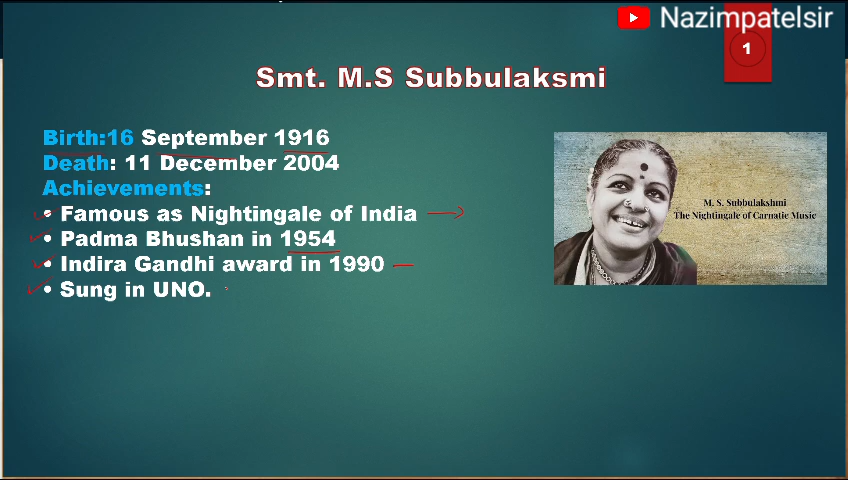 Nazimpatelsir
1
Smt. M.S Subbulaksmi
Birth:16 September 1916
Death: 11 December 2004
Achievements:
• Famous as Nightingale of India
• Padma Bhushan in 1954
• Indira Gandhi award in 1990
• Sung in UNO.
M. S. Subbulakshmi
The Nightingale of Carnatic Music